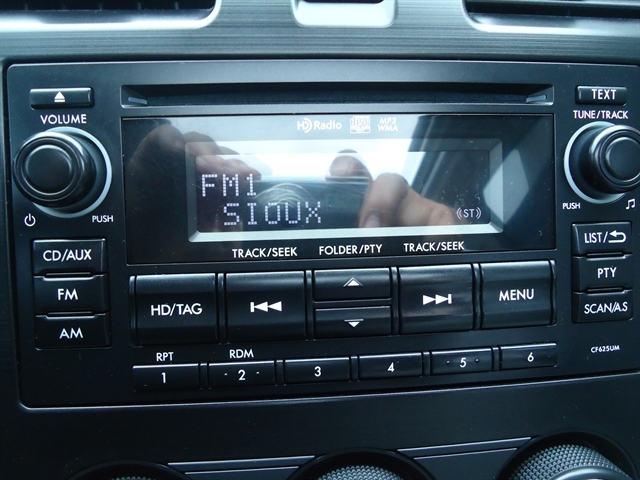 TEXT
VOLUME
TUNE/TRACK
HD Radio
MP3
WMA
FM1
SIOUX
(ST)
PUSH
PUSH
TRACK/SEEK
FOLDER/PTY
TRACK/SEEK
CD/AUX
LIST/
FM
HD/TAG
MENU
PTY
AM
SCAN/A.S
RPT
RDM
CF625UM
1
2
3
4
5
6